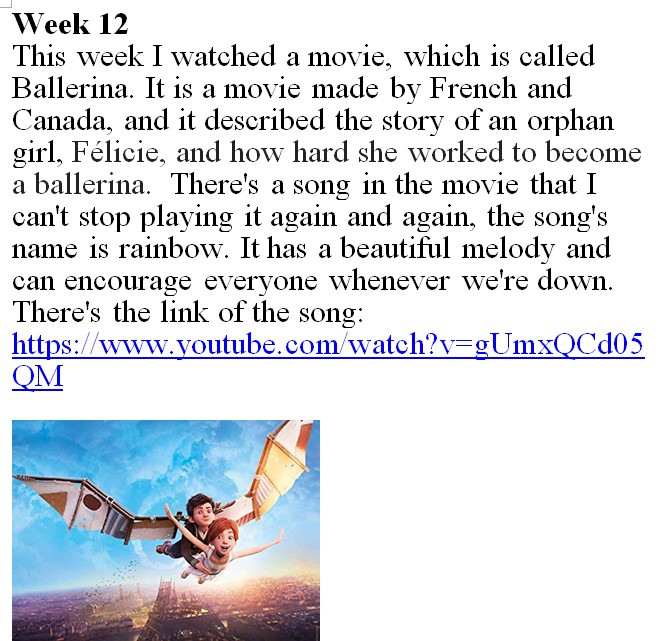 Week 12
This week I watched a movie, which is called
Ballerina. It is a movie made by French and
Canada, and it described the story of an orphan
girl, Félicie, and how hard she worked to become
a ballerina.  There's a song in the movie that I
can't stop playing it again and again, the song's
name is rainbow. It has a beautiful melody and
can encourage everyone whenever we're down.
There's the link of the song:
https://www.youtube.com/watch?v=gUmxQCd05
QM